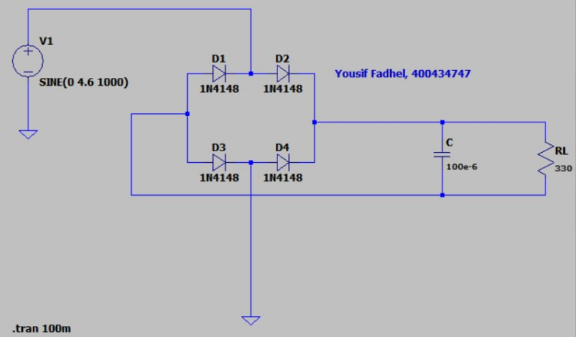 V1
SINE(0 4.6 1000)
D1
1N4148
D2
1N4148
Yousif Fadhel, 400434747
D3
1N4148
D4
1N4148
C
100e-6
RL
330
.tran 100m